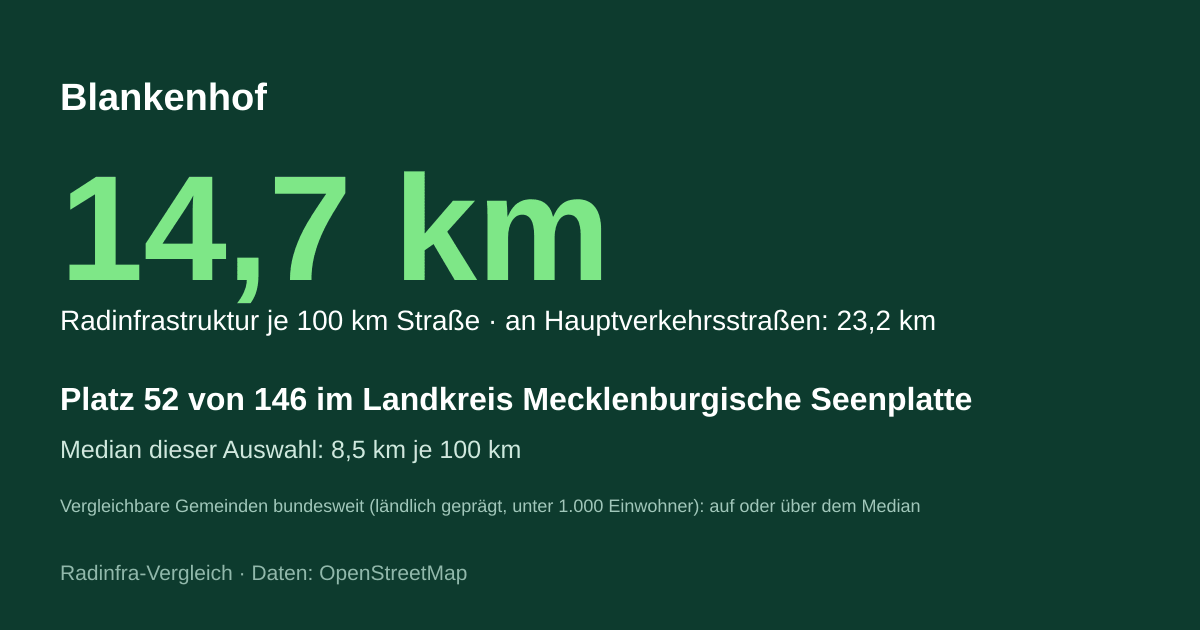 Blankenhof
14,7 km
Radinfrastruktur je 100 km Straße · an Hauptverkehrsstraßen: 23,2 km
Platz 52 von 146 im Landkreis Mecklenburgische Seenplatte
Median dieser Auswahl: 8,5 km je 100 km
Vergleichbare Gemeinden bundesweit (ländlich geprägt, unter 1.000 Einwohner): auf oder über dem Median
Radinfra-Vergleich · Daten: OpenStreetMap